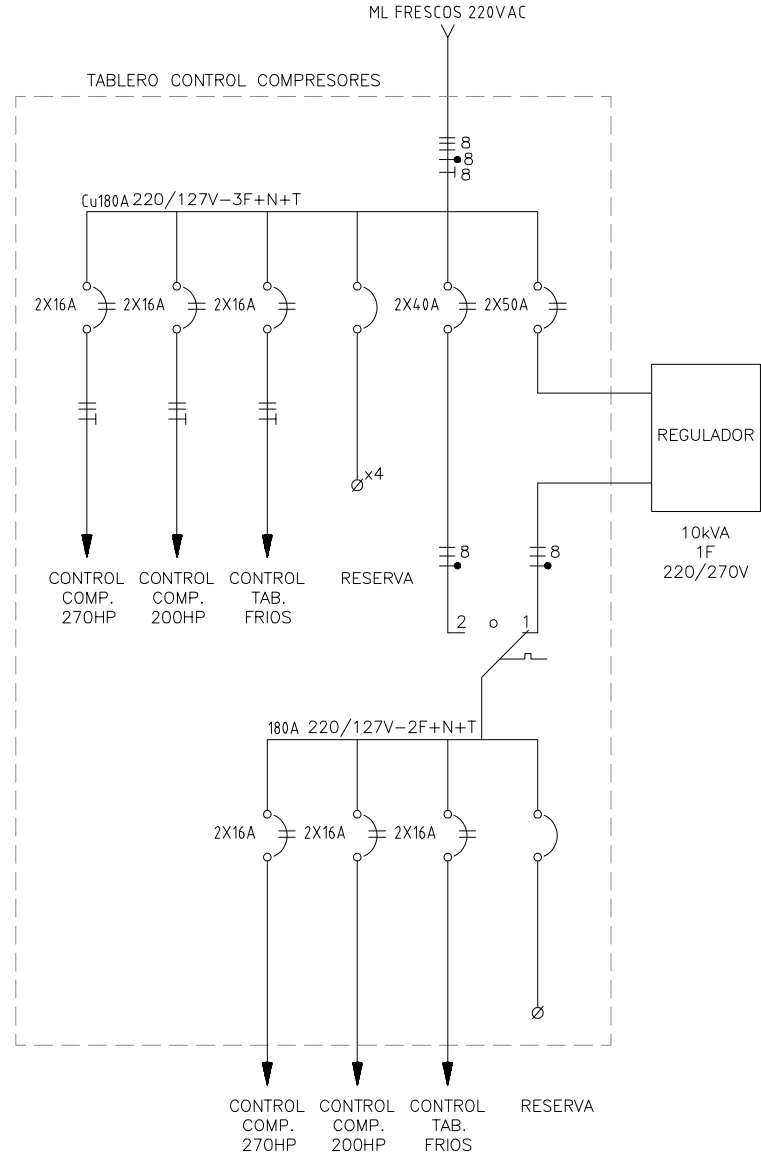 ML FRESCOS 220VAC
TABLERO CONTROL COMPRESORES
8
8
8
Cu180A 220/127V-3F+N+T
2X16A 2X16A 2X16A 2X40A 2X50A
REGULADOR
x4
10kVA
1F
220/270V
8 8
CONTROL
COMP.
270HP
CONTROL
COMP.
200HP
CONTROL
TAB.
FRIOS
RESERVA
2 1
180A 220/127V-2F+N+T
2X16A 2X16A 2X16A
CONTROL
COMP.
270HP
CONTROL
COMP.
200HP
CONTROL
TAB.
FRIOS
RESERVA